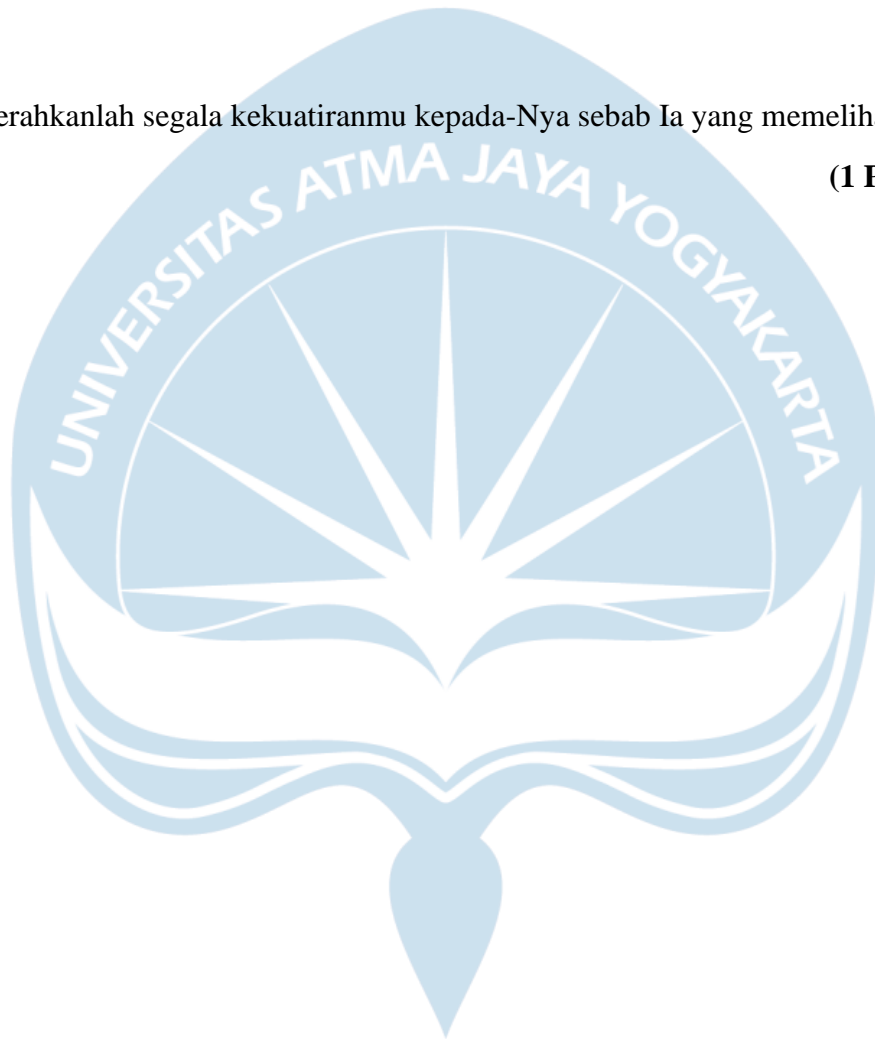 erahkanlah segala kekuatiranmu kepada-Nya sebab Ia yang memelih
(1
UNIVERSITAS ATMA JAYA YOGYAKARTA